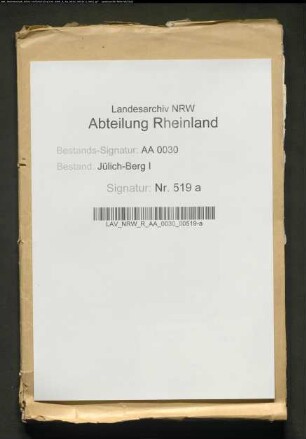 Landesarchiv NRW
Abteilung Rheinland
Bestands-Signatur: AA 0030
Bestand: Jülich-Berg I
Signatur: Nr. 519 a
LAV_NRW_R_AA_0030_00519-a